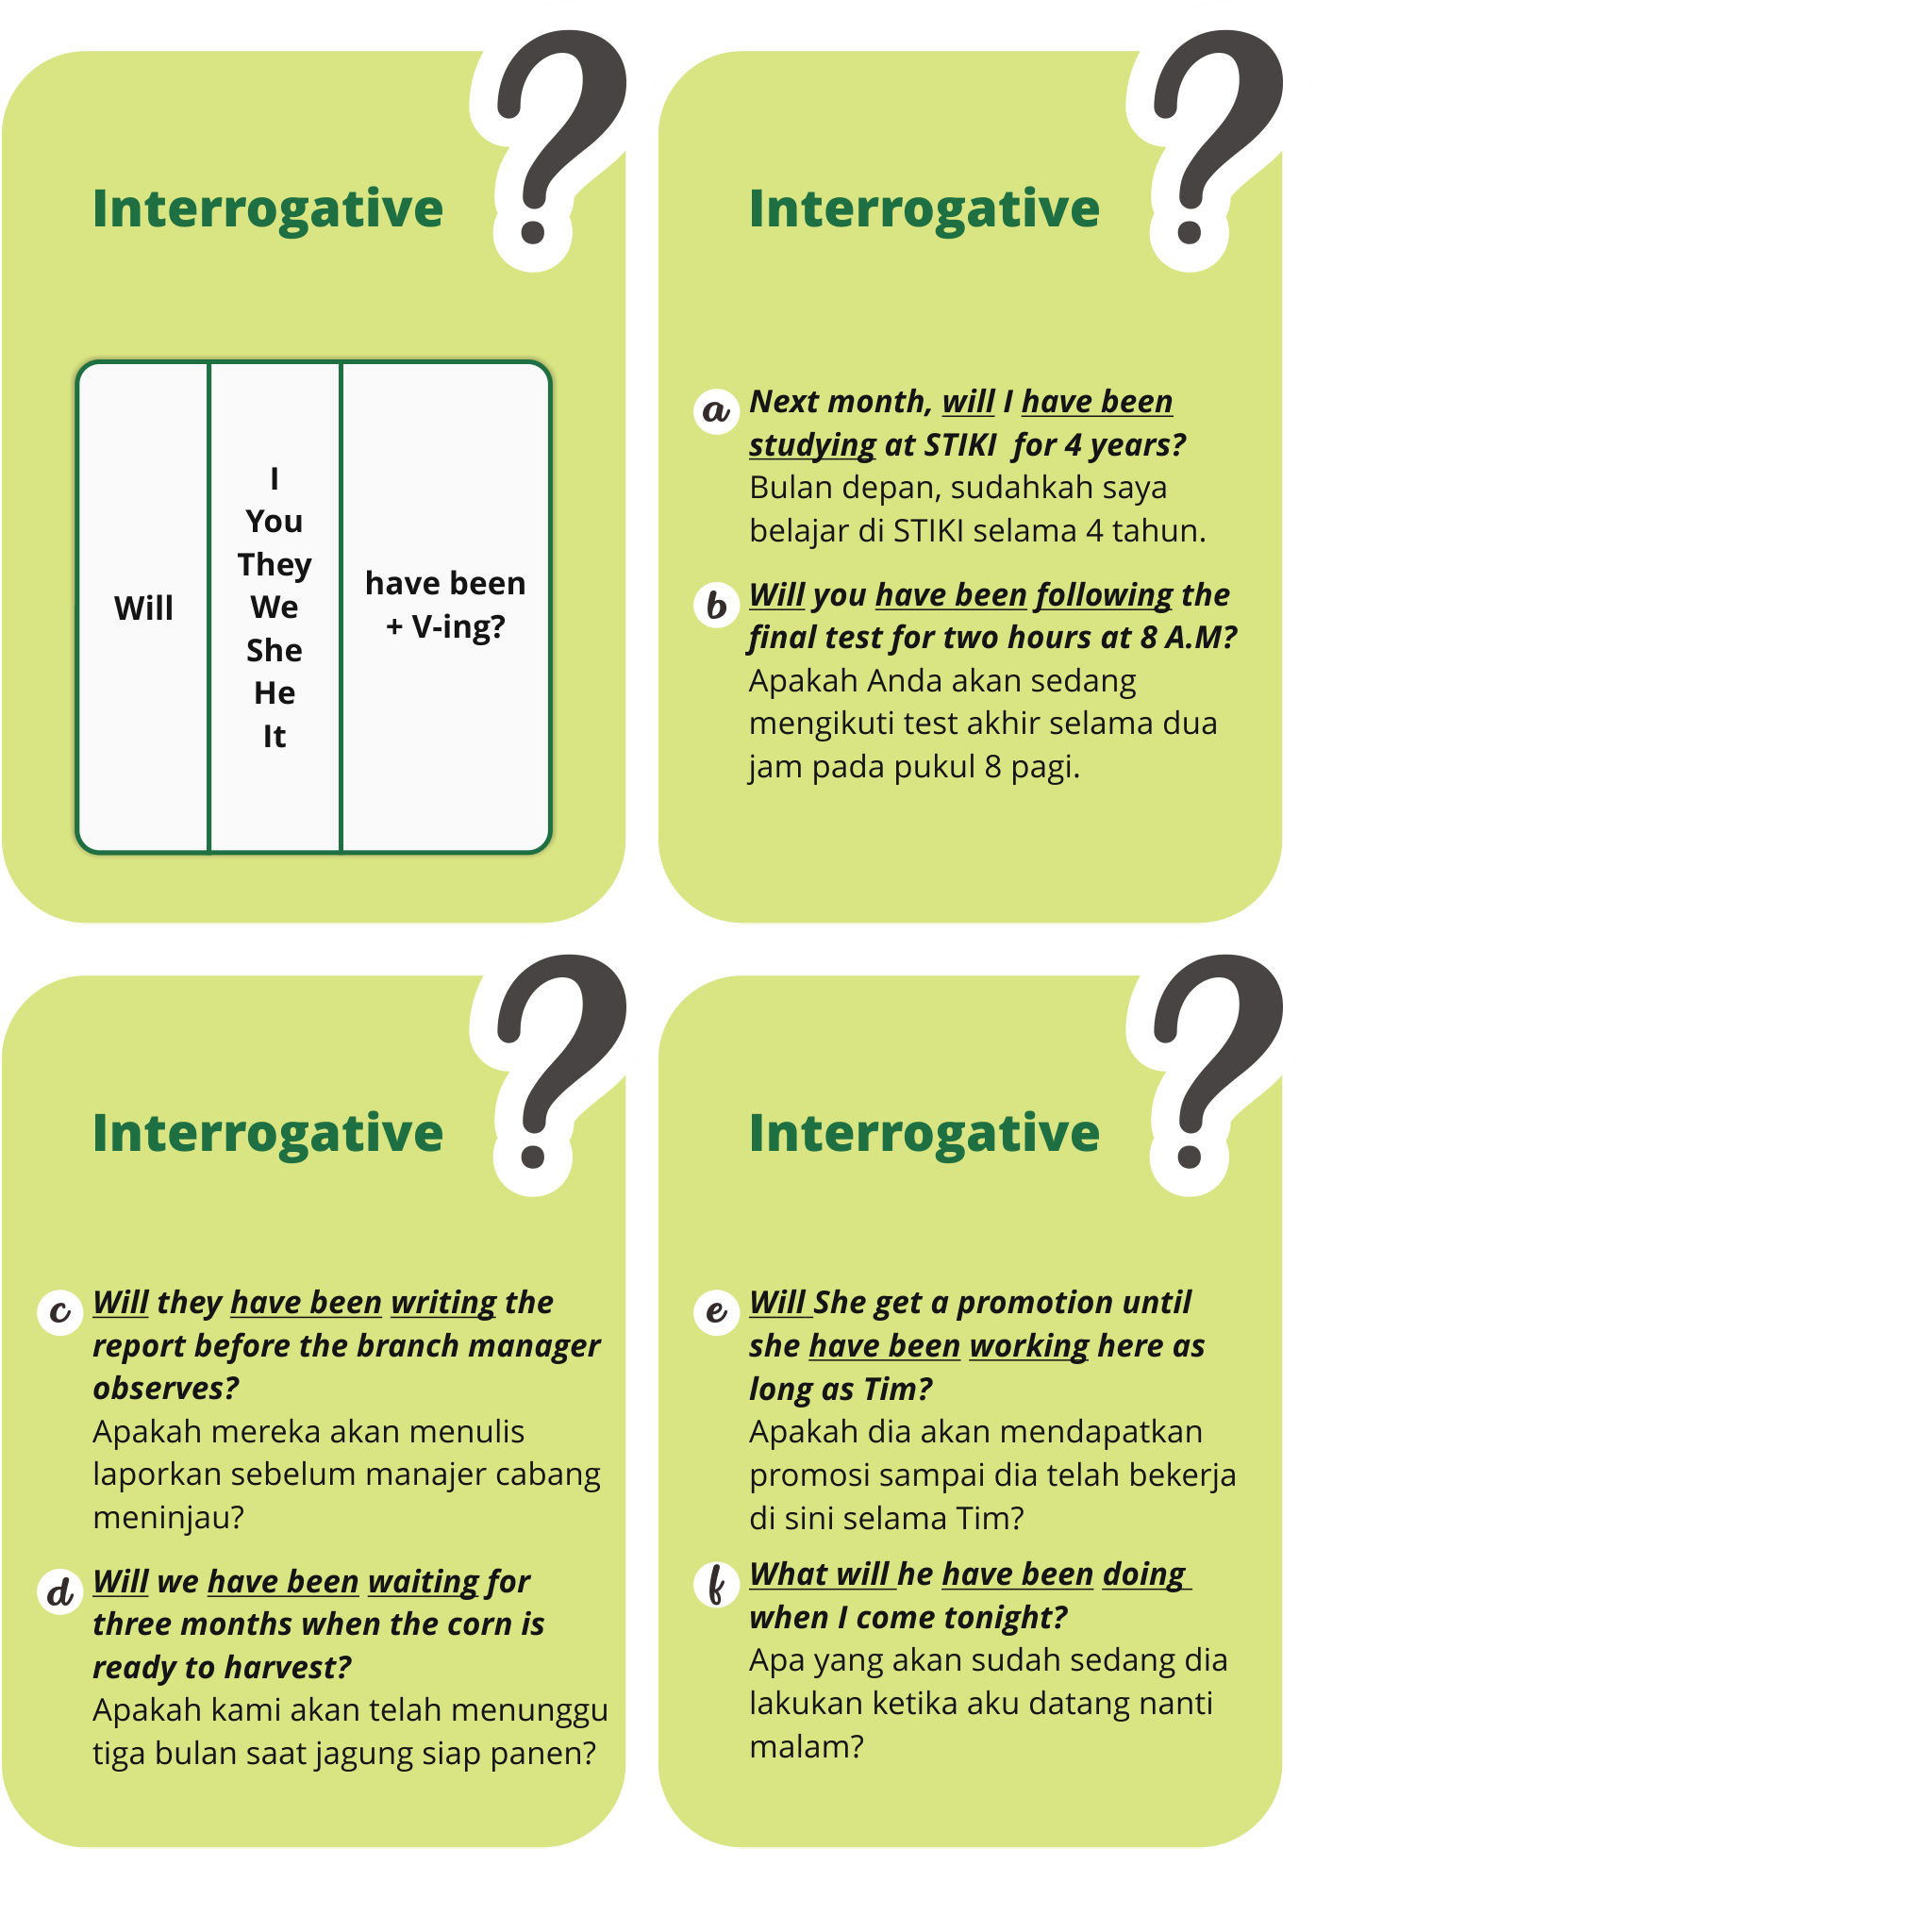 ?
Interrogative
Will
I
You
They
We
She
He
It
have been
+ V-ing?
?
Interrogative
a
Next month, will I have been
studying at STIKI for 4 years?
Bulan depan, sudahkah saya
belajar di STIKI selama 4 tahun.
b
Will you have been following the
final test for two hours at 8 A.M?
Apakah Anda akan sedang
mengikuti test akhir selama dua
jam pada pukul 8 pagi.
?
Interrogative
c
Will they have been writing the
report before the branch manager
observes?
Apakah mereka akan menulis
laporkan sebelum manajer cabang
meninjau?
d
Will we have been waiting for
three months when the corn is
ready to harvest?
Apakah kami akan telah menunggu
tiga bulan saat jagung siap panen?
?
Interrogative
e
Will She get a promotion until
she have been working here as
long as Tim?
Apakah dia akan mendapatkan
promosi sampai dia telah bekerja
di sini selama Tim?
f
What will he have been doing
when I come tonight?
Apa yang akan sudah sedang dia
lakukan ketika aku datang nanti
malam?